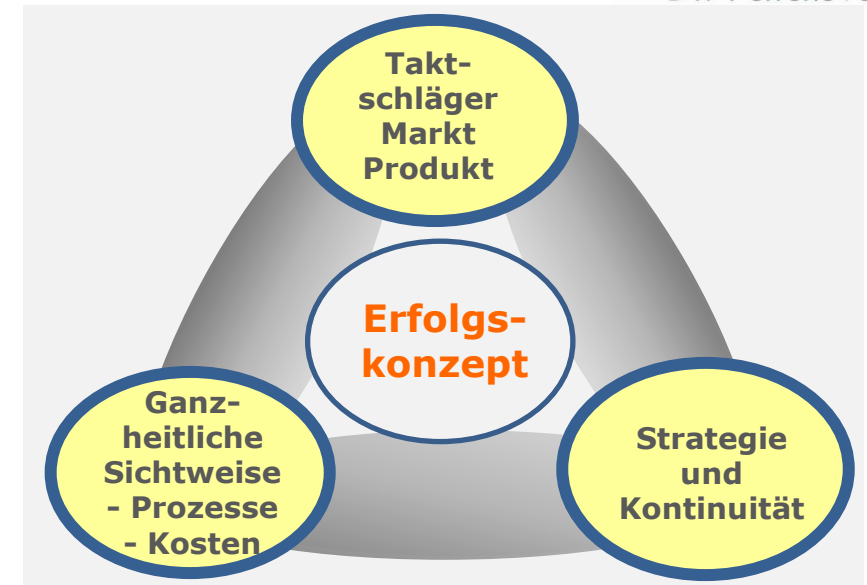 Takt-
schläger
Markt
Produkt
Erfolgs-
konzept
Ganz-
heitliche
Sichtweise
- Prozesse
- Kosten
Strategie
und
Kontinuität